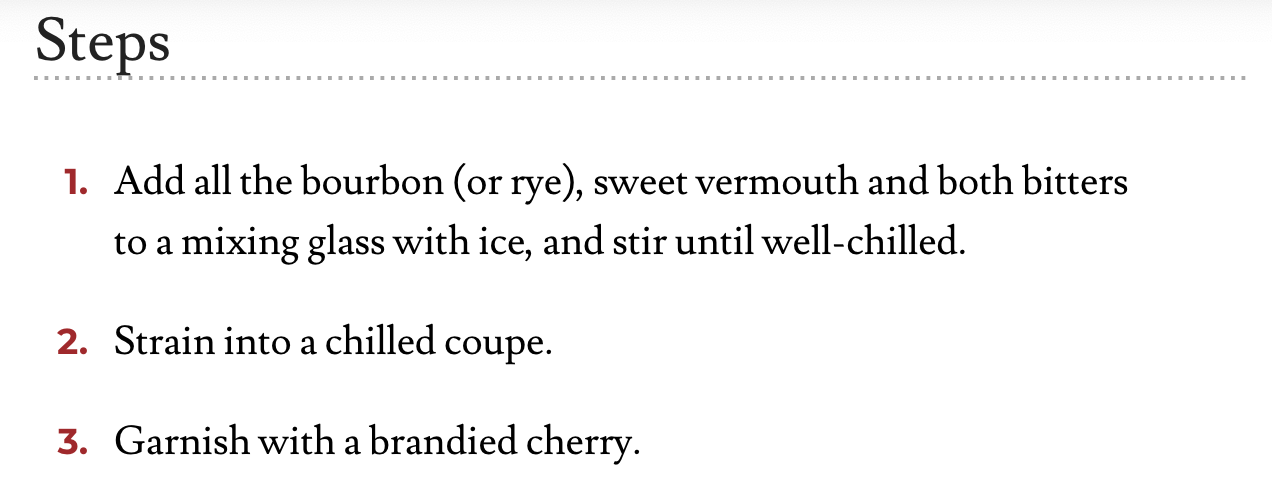 Steps
1. Add all the bourbon (or rye), sweet vermouth and both bitters
to a mixing glass with ice, and stir until well-chilled.
2. Strain into a chilled coupe.
3. Garnish with a brandied cherry.